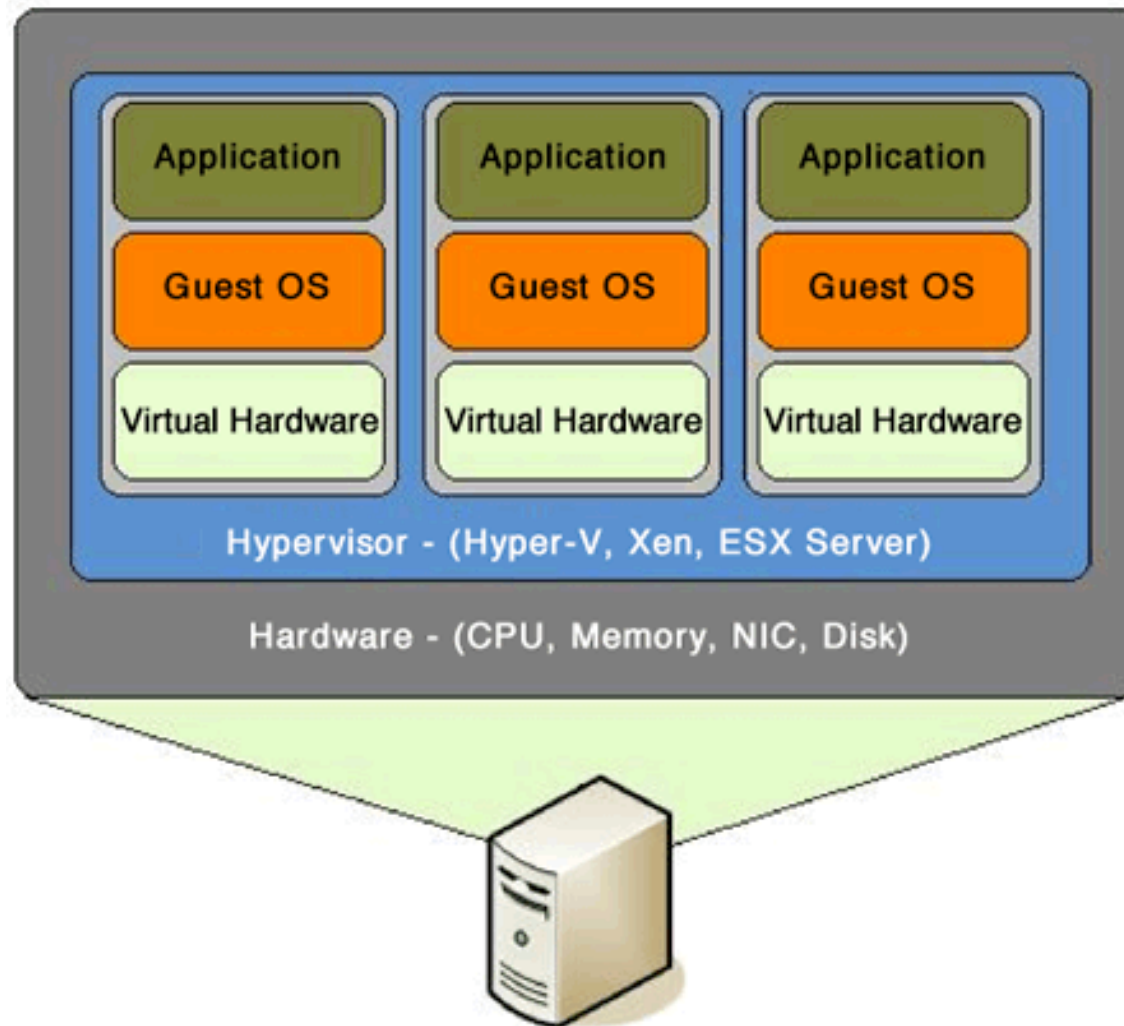 Application Application Application
Guest OS Guest OS Guest OS
Virtual Hardware Virtual Hardware Virtual Hardware
Hypervisor - (Hyper-V, Xen, ESX Server)
Hardware - (CPU, Memory, NIC, Disk)